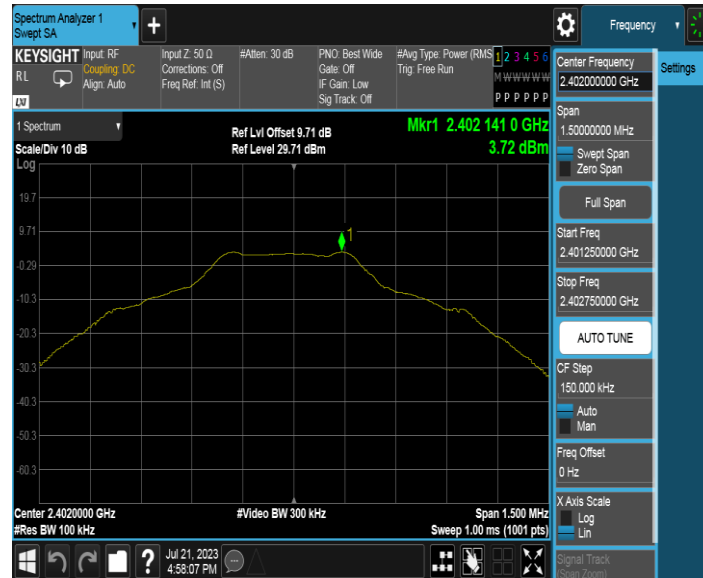 Spectrum Analyzer 1
Swept SA
+
Frequency
KEYSIGHT
RL
LXI
Input: RF
Coupling: DC
Align: Auto
Input Z: 50 Ω
Corrections: Off
Freq Ref: Int (S)
#Atten: 30 dB
PNO: Best Wide
Gate: Off
IF Gain: Low
Sig Track: Off
#Avg Type: Power (RMS
Trig: Free Run
1 2 3 4 5 6
M W W W W W
P P P P P P
1 Spectrum
Scale/Div 10 dB
Log
Ref Lvl Offset 9.71 dB
Ref Level 29.71 dBm
Mkr1 2.402 141 0 GHz
3.72 dBm
1
19.7
9.71
-0.29
-10.3
-20.3
-30.3
-40.3
-50.3
-60.3
Center 2.4020000 GHz
#Res BW 100 kHz
#Video BW 300 kHz
Span 1.500 MHz
Sweep 1.00 ms (1001 pts)
Center Frequency
2.402000000 GHz
Settings
Span
1.50000000 MHz
Swept Span
Zero Span
Full Span
Start Freq
2.401250000 GHz
Stop Freq
2.402750000 GHz
AUTO TUNE
CF Step
150.000 kHz
Auto
Man
Freq Offset
0 Hz
X Axis Scale
Log
Lin
Signal Track
(Span Zoom)
?
Jul 21, 2023
4:58:07 PM